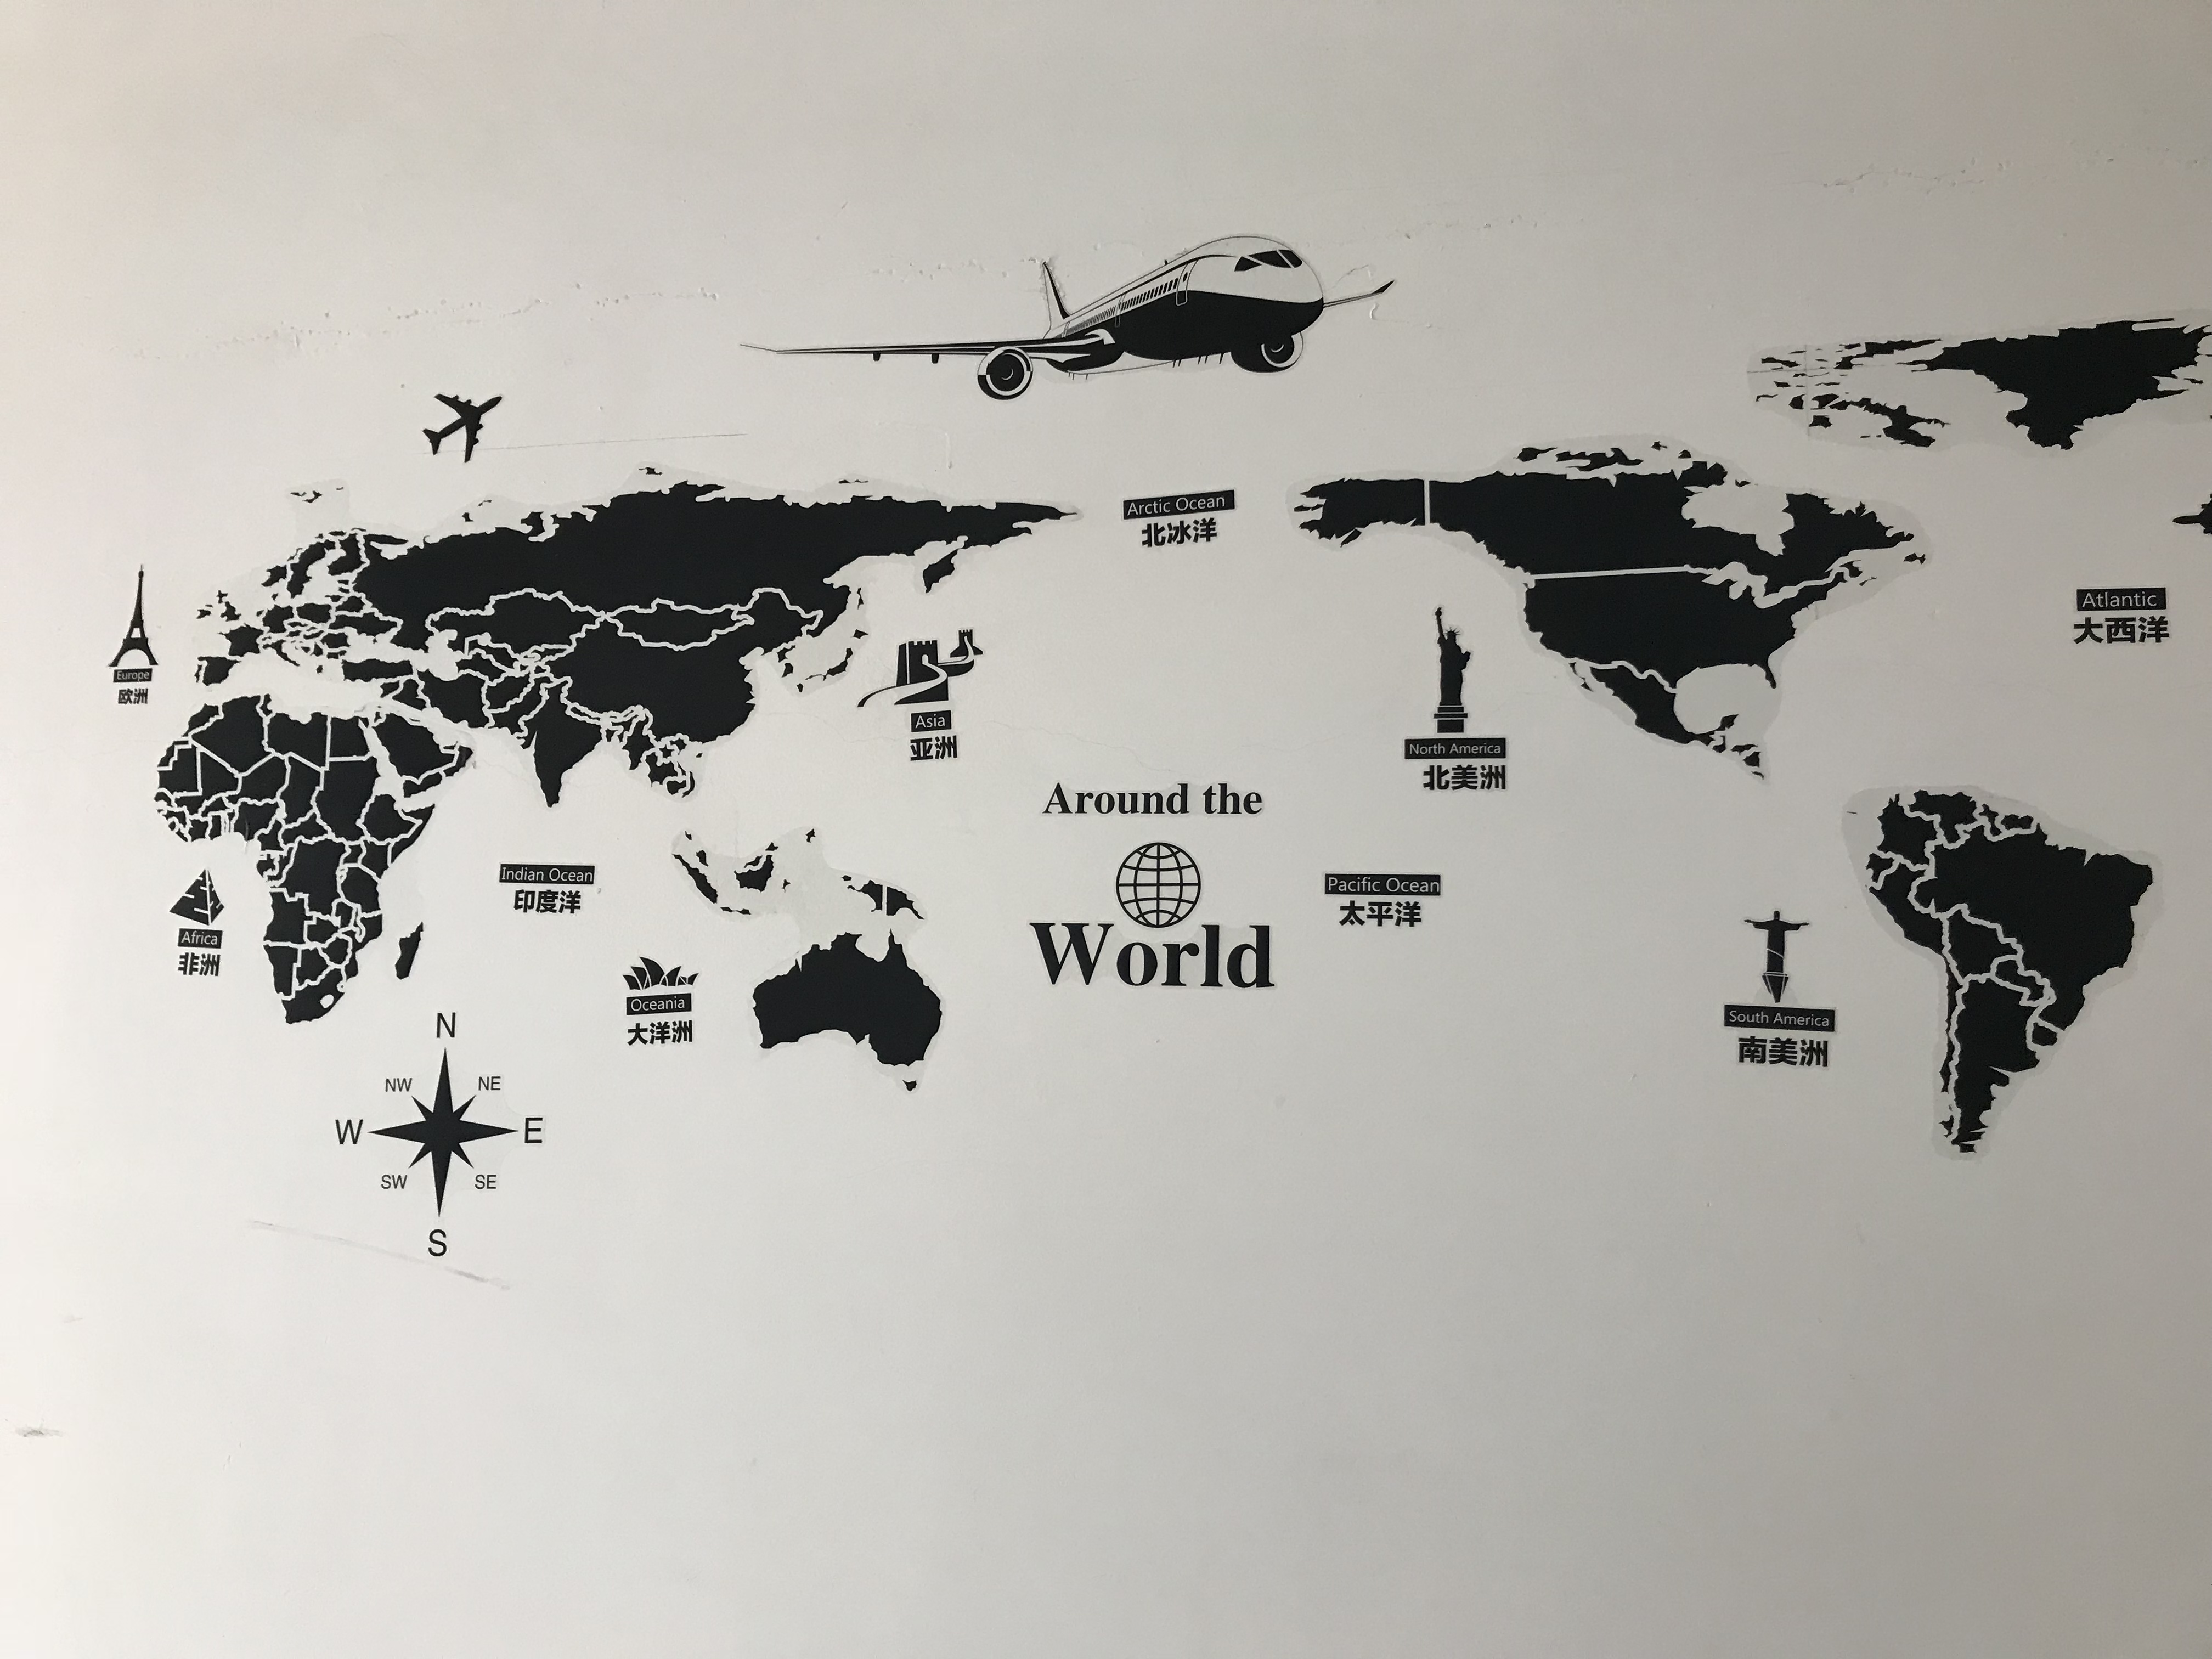 Arctic Ocean
北冰洋
Atlantic
大西洋
Europe
欧洲
Asia
亚洲
North America
北美洲
Around the
World
Indian Ocean
印度洋
Pacific Ocean
太平洋
Africa
非洲
Oceania
大洋洲
South America
南美洲
N
NW
NE
W
E
SW
SE
S